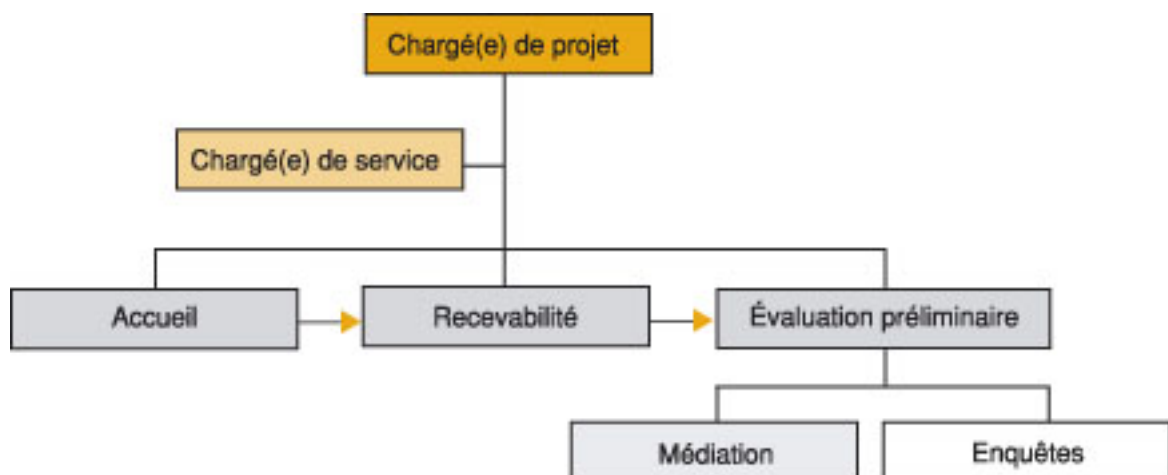 Chargé(e) de projet
Chargé(e) de service
Accueil
Recevabilité
Évaluation préliminaire
Médiation
Enquêtes